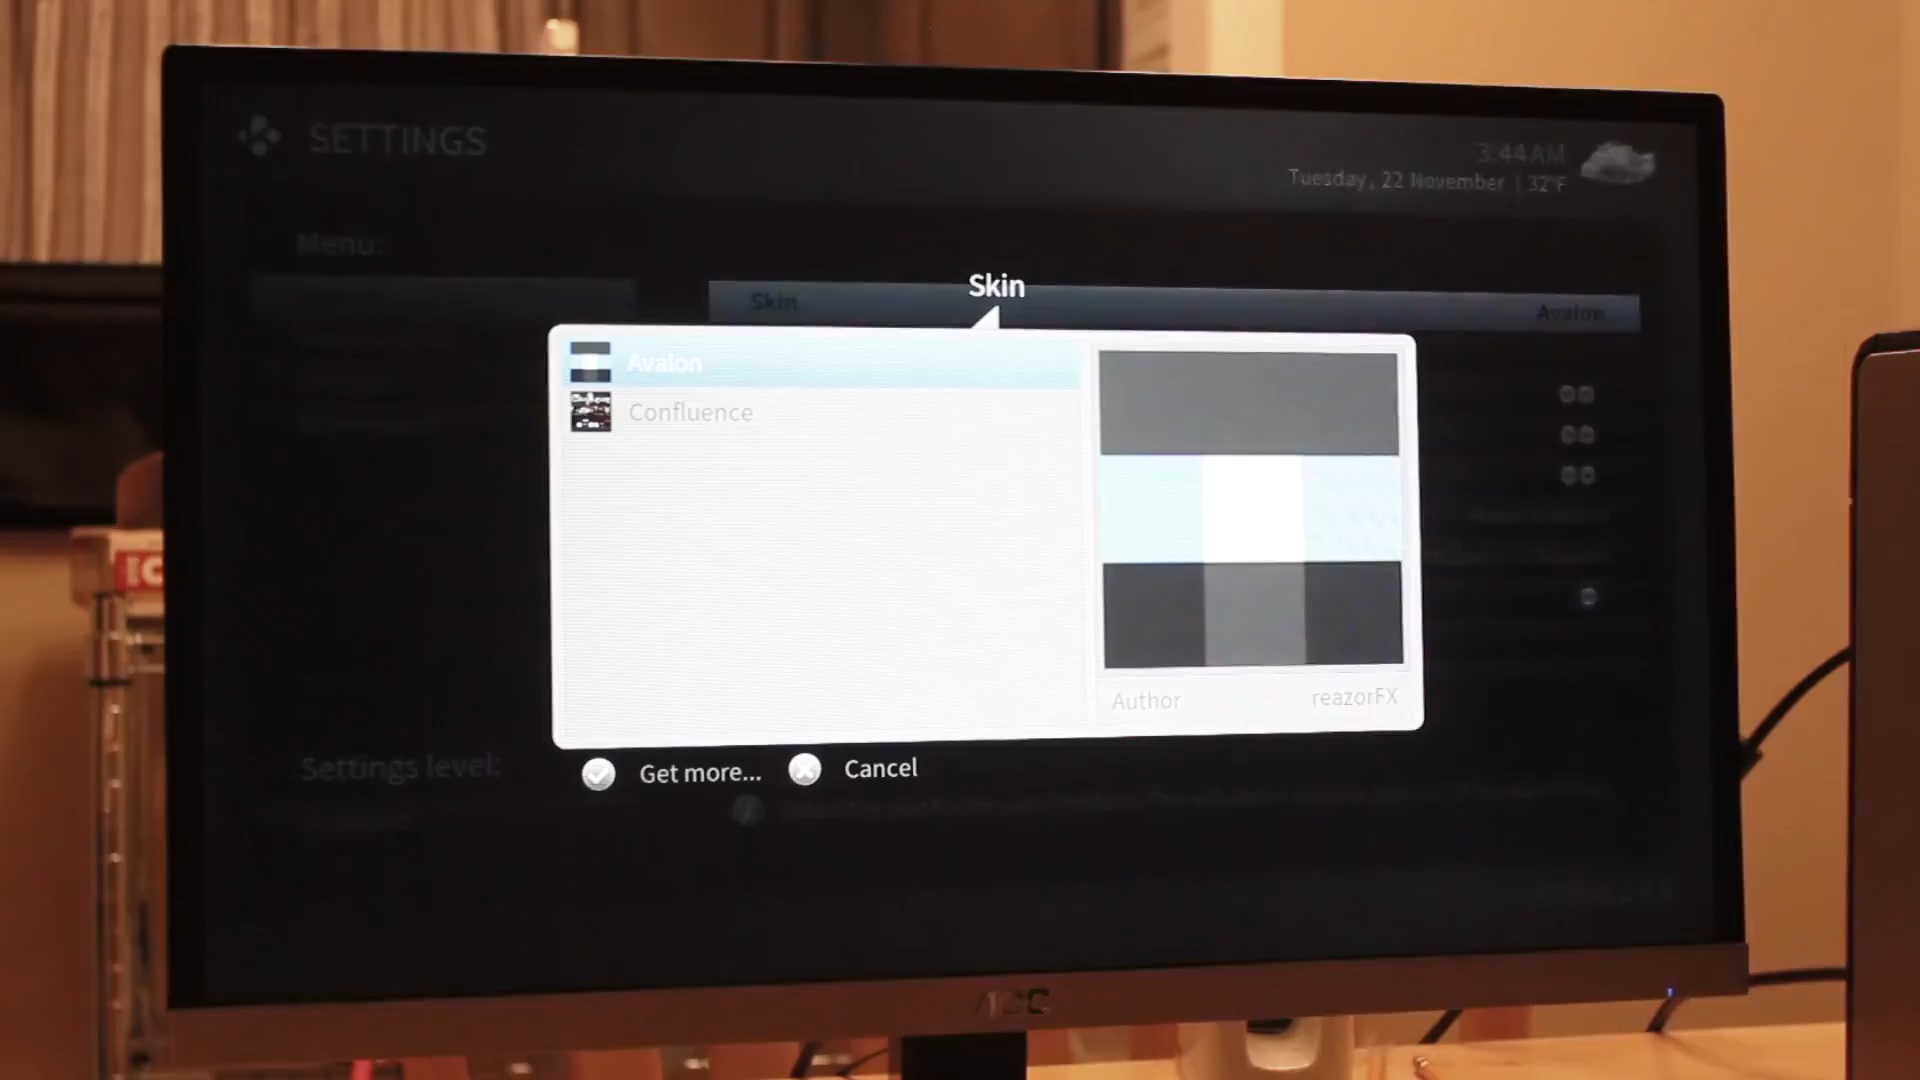 SETTINGS
3:44 AM
Tuesday, 22 November | 32°F
Menu:
Skin
Skin
Avalon
Avalon
Confluence
Author
reazorFX
Settings level:
Get more...
Cancel
AOC